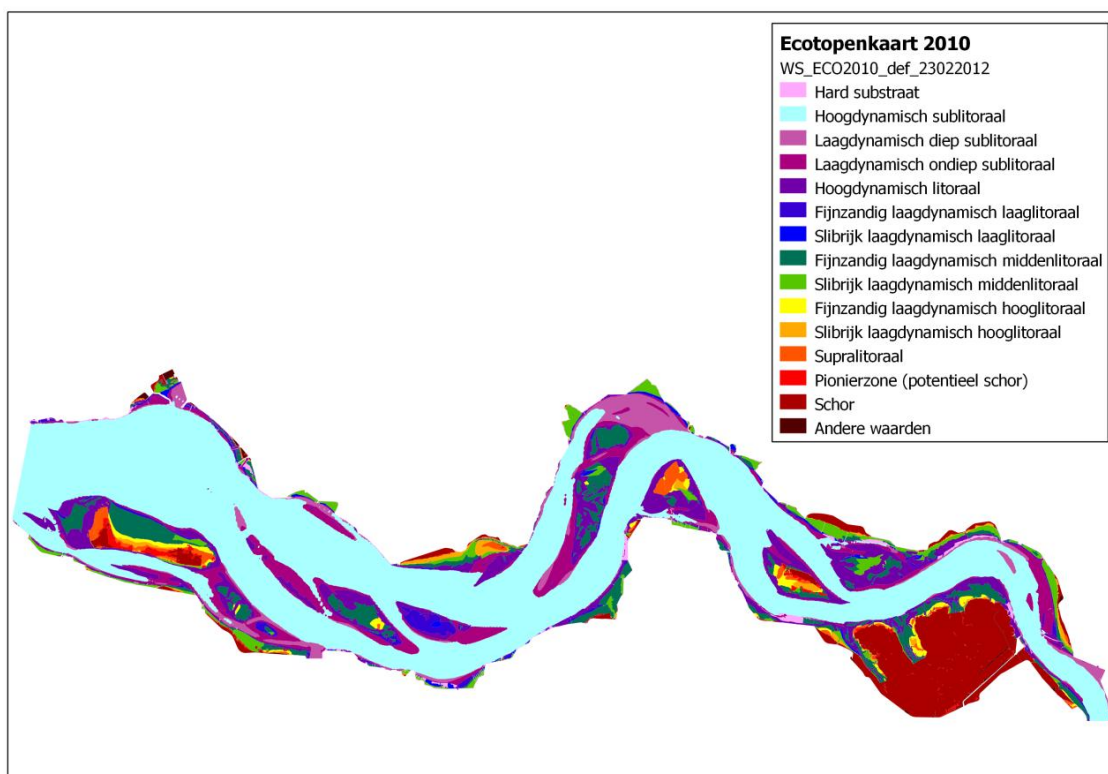 Ecotopenkaart 2010
WS_ECO2010_def_23022012
Hard substraat
Hoogdynamisch sublitoraal
Laagdynamisch diep sublitoraal
Laagdynamisch ondiep sublitoraal
Hoogdynamisch litoraal
Fijnzandig laagdynamisch laaglitoraal
Slibrijk laagdynamisch laaglitoraal
Fijnzandig laagdynamisch middenlitoraal
Slibrijk laagdynamisch middenlitoraal
Fijnzandig laagdynamisch hooglitoraal
Slibrijk laagdynamisch hooglitoraal
Supralitoraal
Pionierzone (potentieel schor)
Schor
Andere waarden